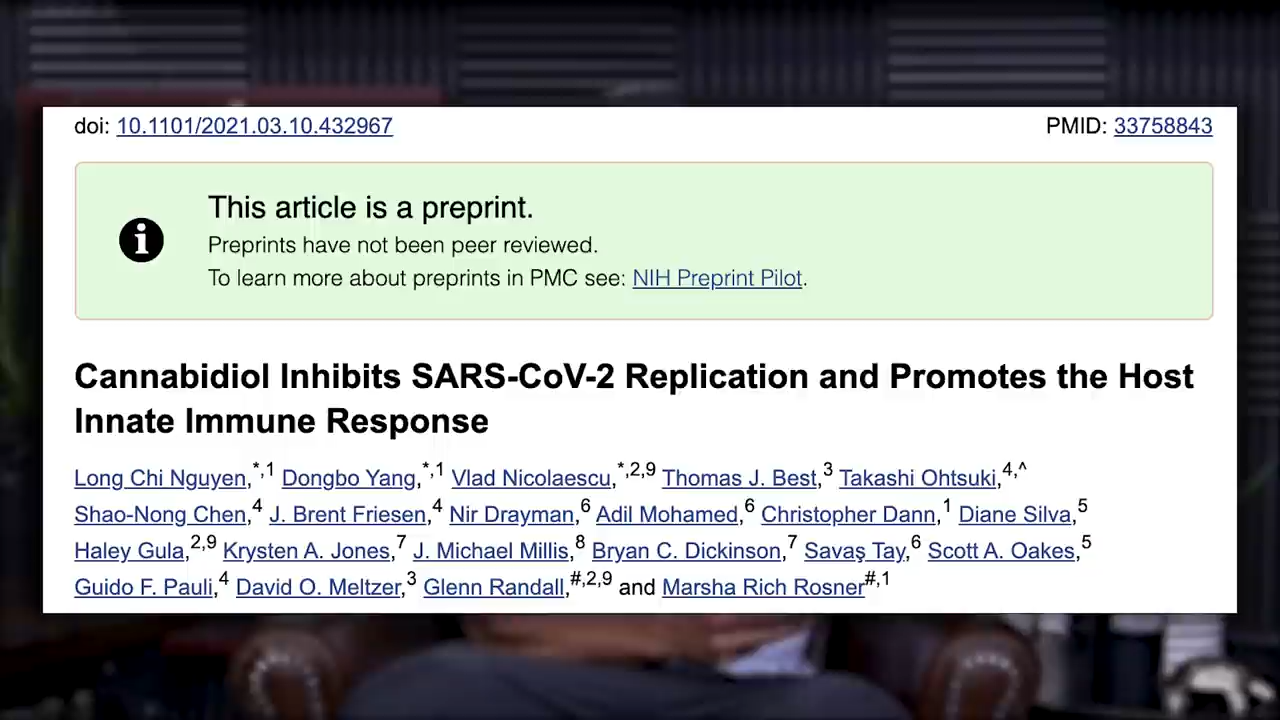 doi: 10.1101/2021.03.10.432967 PMID: 33758843
This article is a preprint.
Preprints have not been peer reviewed.
To learn more about preprints in PMC see: NIH Preprint Pilot.
Cannabidiol Inhibits SARS-CoV-2 Replication and Promotes the Host
Innate Immune Response
Long Chi Nguyen,*,1 Dongbo Yang,*,1 Vlad Nicolaescu,*,2,9 Thomas J. Best,3 Takashi Ohtsuki,4,^
Shao-Nong Chen,4 J. Brent Friesen,4 Nir Drayman,6 Adil Mohamed,6 Christopher Dann,1 Diane Silva,5
Haley Gula,2,9 Krysten A. Jones,7 J. Michael Millis,8 Bryan C. Dickinson,7 Savaş Tay,6 Scott A. Oakes,5
Guido F. Pauli,4 David O. Meltzer,3 Glenn Randall,#,2,9 and Marsha Rich Rosner#,1